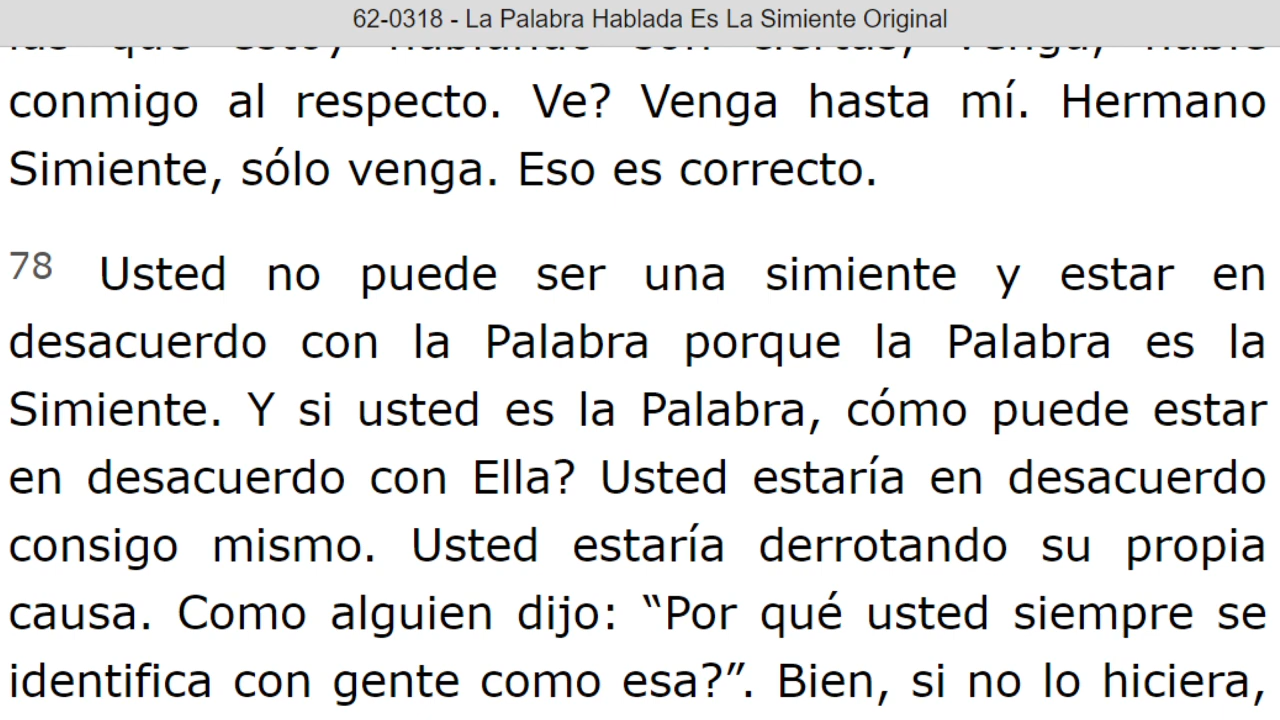 62-0318 - La Palabra Hablada Es La Simiente Original
conmigo al respecto. Ve? Venga hasta mí. Hermano
Simiente, sólo venga. Eso es correcto.
78 Usted no puede ser una simiente y estar en
desacuerdo con la Palabra porque la Palabra es la
Simiente. Y si usted es la Palabra, cómo puede estar
en desacuerdo con Ella? Usted estaría en desacuerdo
consigo mismo. Usted estaría derrotando su propia
causa. Como alguien dijo: “Por qué usted siempre se
identifica con gente como esa?”. Bien, si no lo hiciera,